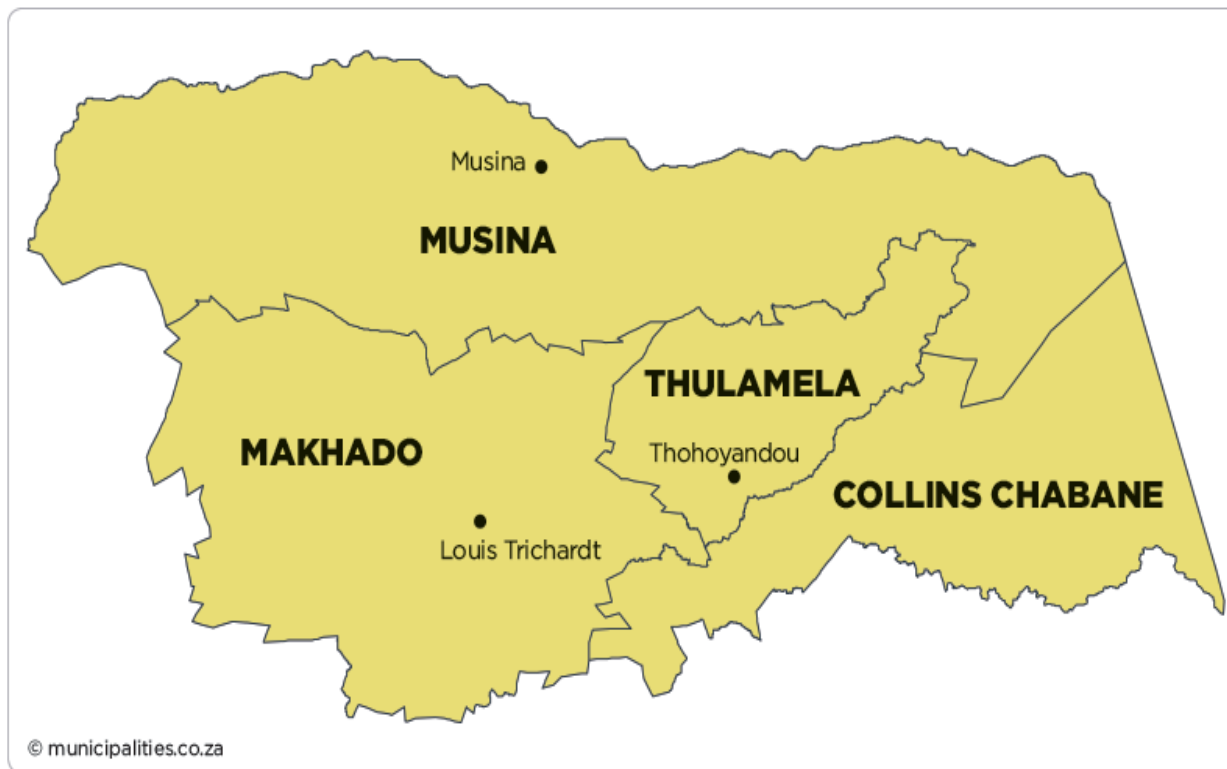 Musina
MUSINA
THULAMELA
MAKHADO
Thohoyandou
COLLINS CHABANE
Louis Trichardt
© municipalities.co.za